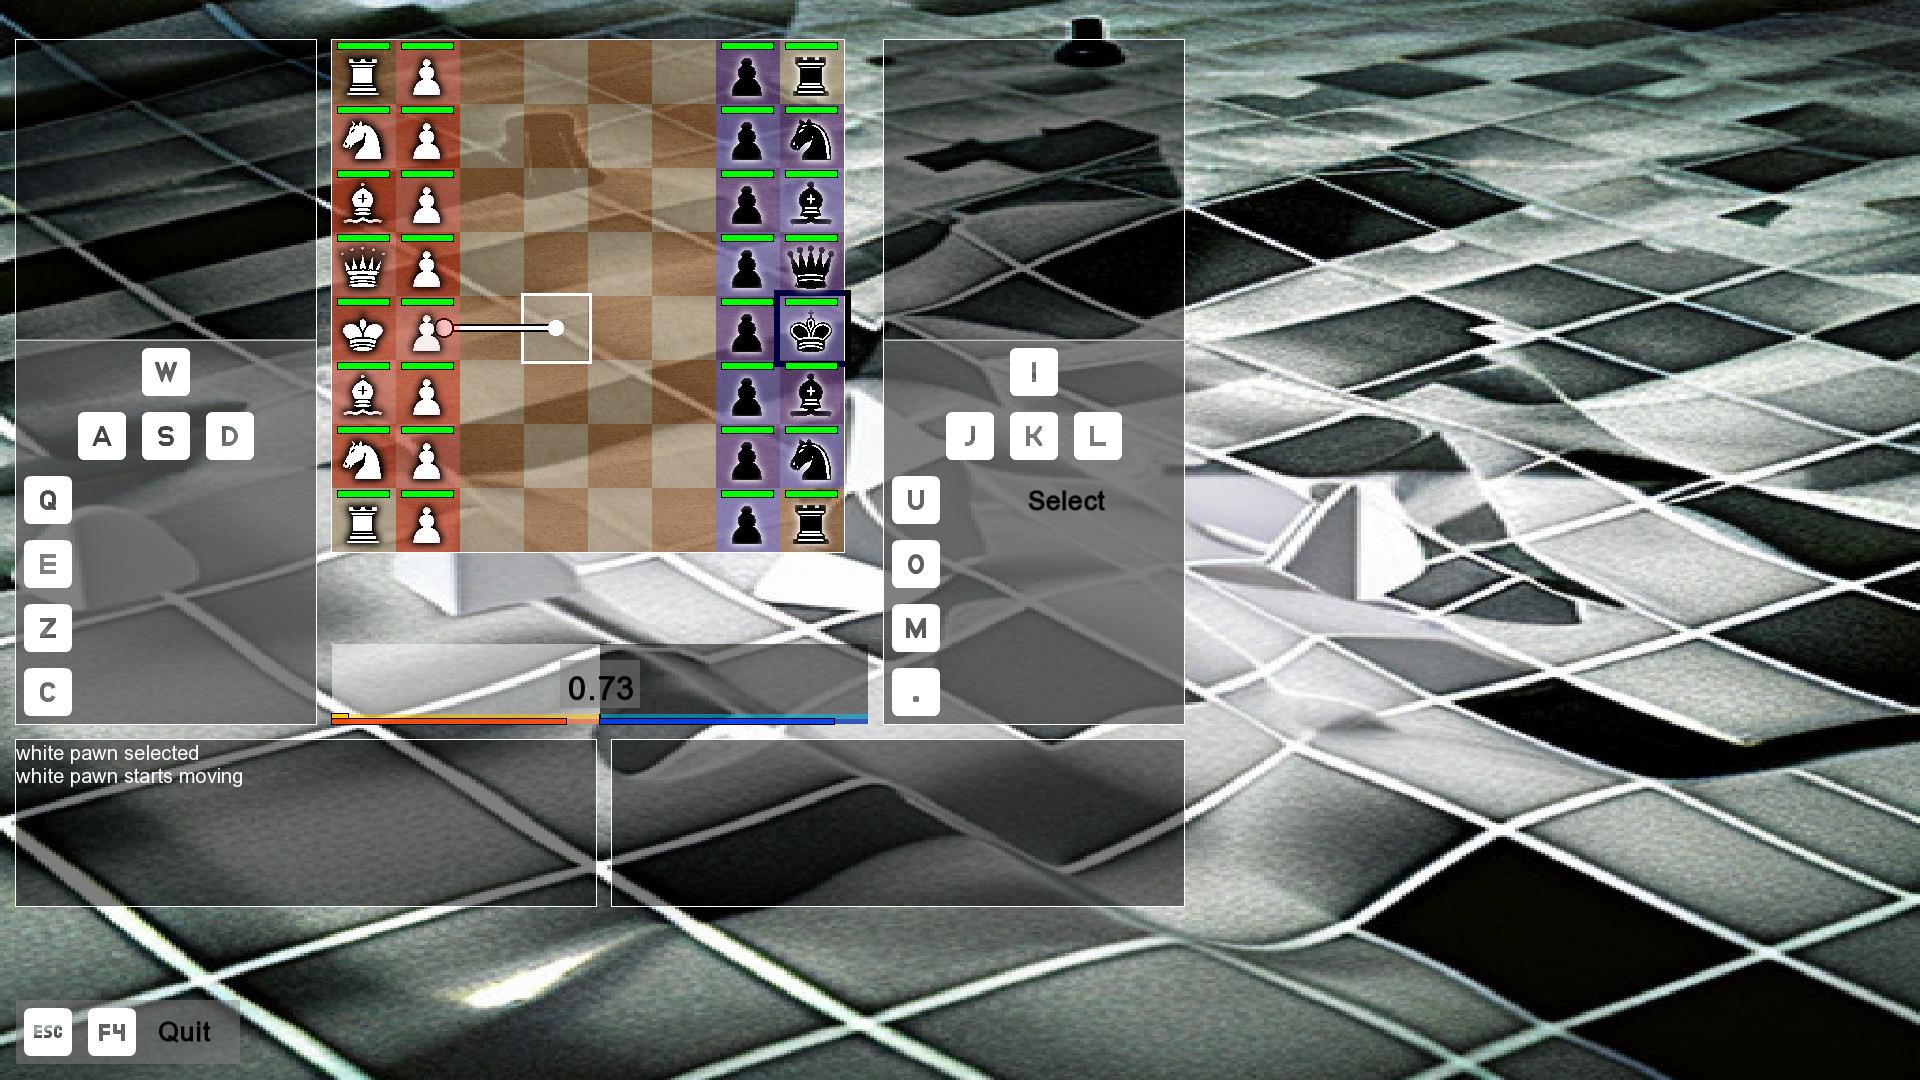 W
A S D
Q
E
Z
C
I
J K L
U Select
O
M
.
0.73
white pawn selected
white pawn starts moving
ESC F4 Quit